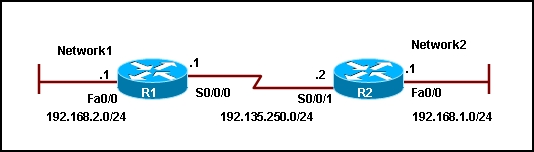 Network1
Network2
.1
.1
.2
.1
Fa0/0
R1
S0/0/0
S0/0/1
R2
Fa0/0
192.168.2.0/24
192.135.250.0/24
192.168.1.0/24